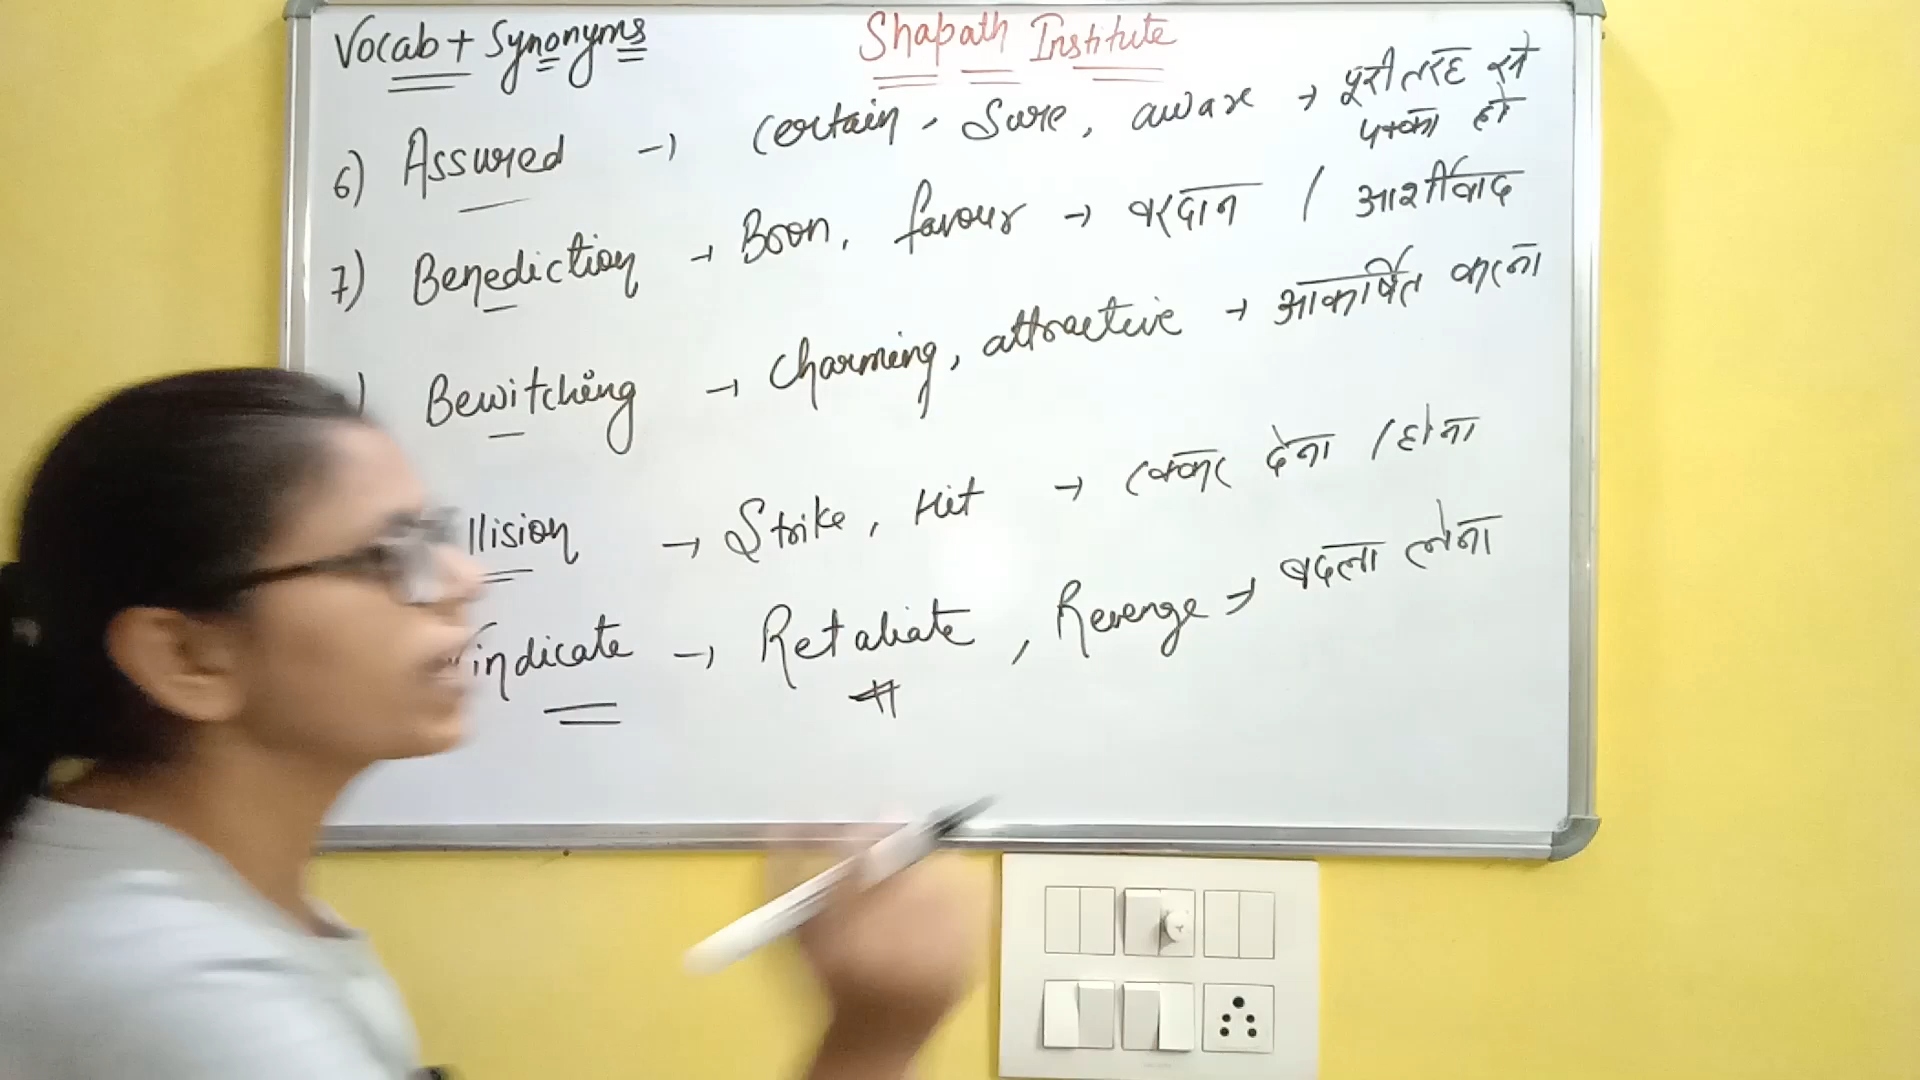 Vocab + Synonyms
Shapath Institute
6) Assured → certain, Sure, aware → पूरी तरह से
पक्का हो
7) Benediction → Boon, favour → वरदान / आशीर्वाद
) Bewitching → Charming, attractive → आकर्षित करना
llision → Strike, Hit → टक्कर देना / होना
indicate → Retaliate, Revenge → बदला लेना